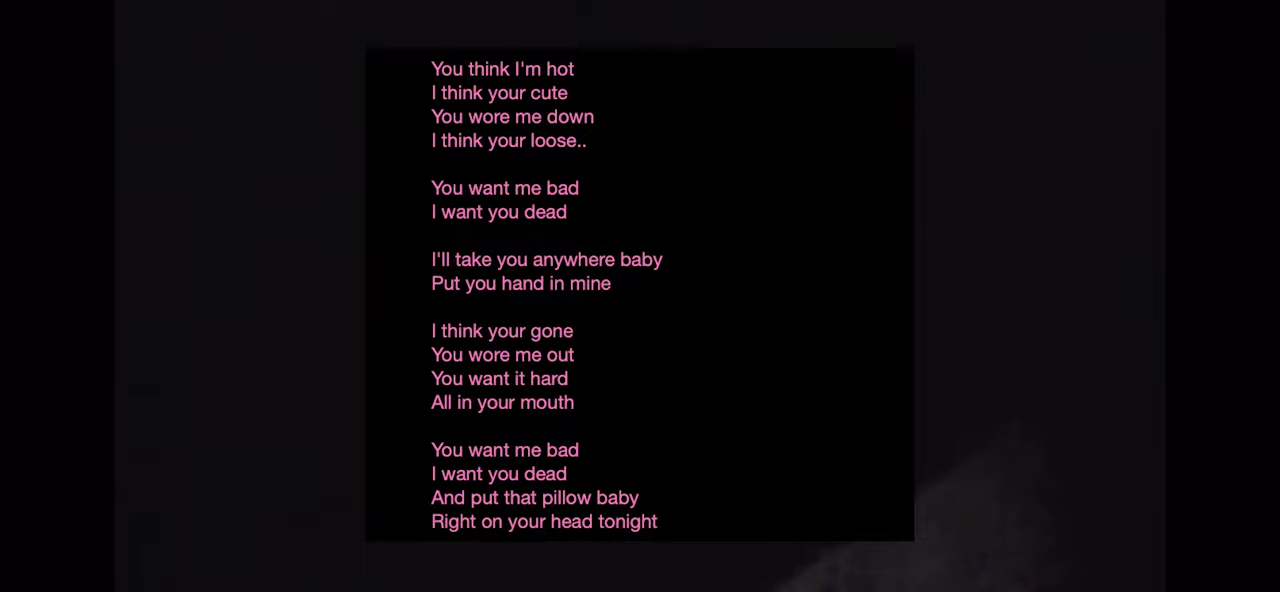 You think I'm hot
I think your cute
You wore me down
I think your loose..
You want me bad
I want you dead
I'll take you anywhere baby
Put you hand in mine
I think your gone
You wore me out
You want it hard
All in your mouth
You want me bad
I want you dead
And put that pillow baby
Right on your head tonight